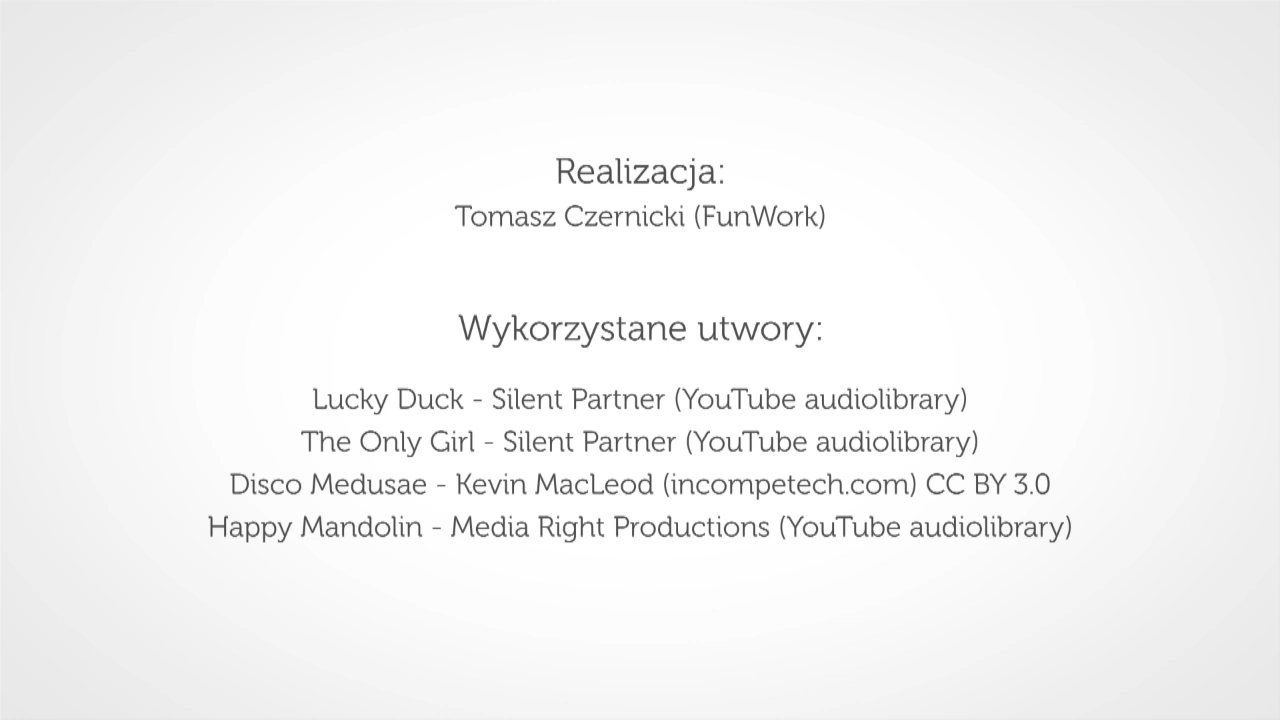 Realizacja:
Tomasz Czernicki (FunWork)
Wykorzystane utwory:
Lucky Duck - Silent Partner (YouTube audiolibrary)
The Only Girl - Silent Partner (YouTube audiolibrary)
Disco Medusae - Kevin MacLeod (incompetech.com) CC BY 3.0
Happy Mandolin - Media Right Productions (YouTube audiolibrary)